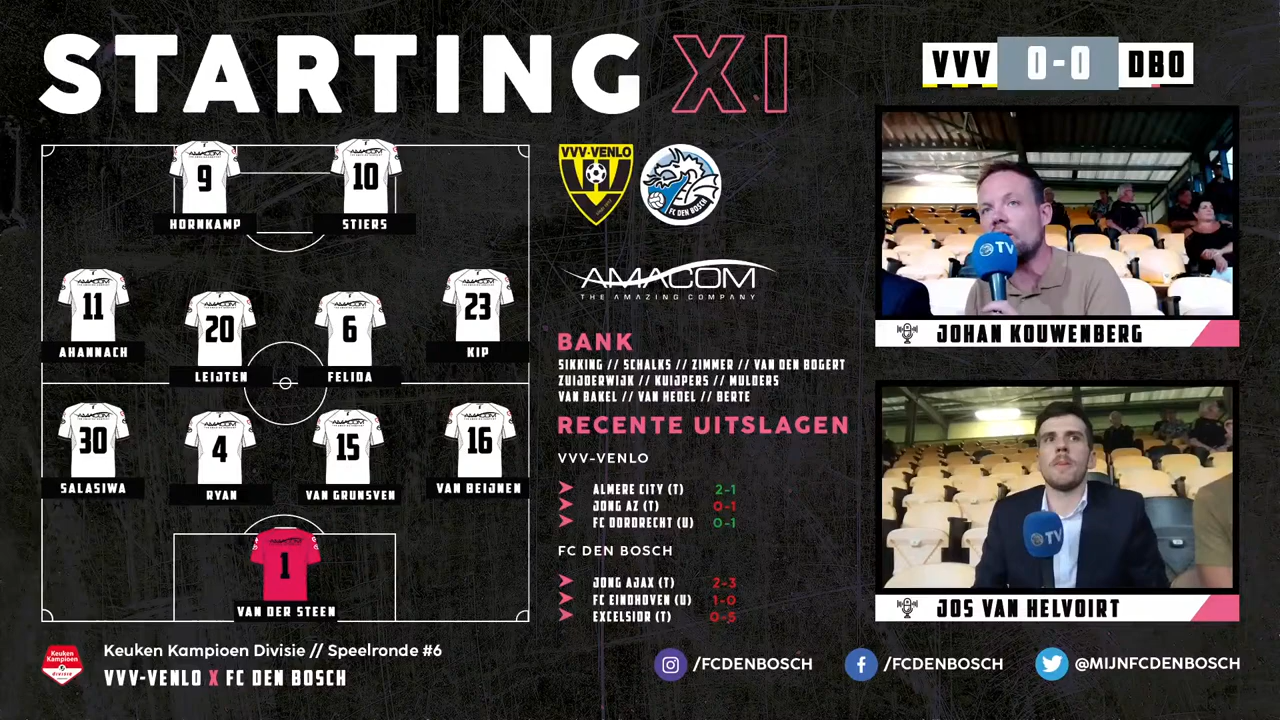 STARTING XI
VVV 0-0 DBO
9
10
HORNKAMP
STIERS
11
20
6
23
AHANNACH
LEIJTEN
FELIDA
KIP
30
4
15
16
SALASIWA
RYAN
VAN GRUNSVEN
VAN BEIJNEN
1
VAN DER STEEN
VVV-VENLO
FC DEN BOSCH
AMACOM
THE AMAZING COMPANY
BANK
SIKKING // SCHALKS // ZIMMER // VAN DEN BOGERT
ZUIJDERWIJK // KUIJPERS // MULDERS
VAN BAKEL // VAN HEDEL // BERTE
RECENTE UITSLAGEN
VVV-VENLO
ALMERE CITY (T) 2-1
JONG AZ (T) 0-1
FC DORDRECHT (U) 0-1
FC DEN BOSCH
JONG AJAX (T) 2-3
FC EINDHOVEN (U) 1-0
EXCELSIOR (T) 0-5
TV
JOHAN KOUWENBERG
TV
JOS VAN HELVOIRT
Keuken
Kampioen
divisie
Keuken Kampioen Divisie // Speelronde #6
VVV-VENLO X FC DEN BOSCH
/FCDENBOSCH
/FCDENBOSCH
@MIJNFCDENBOSCH